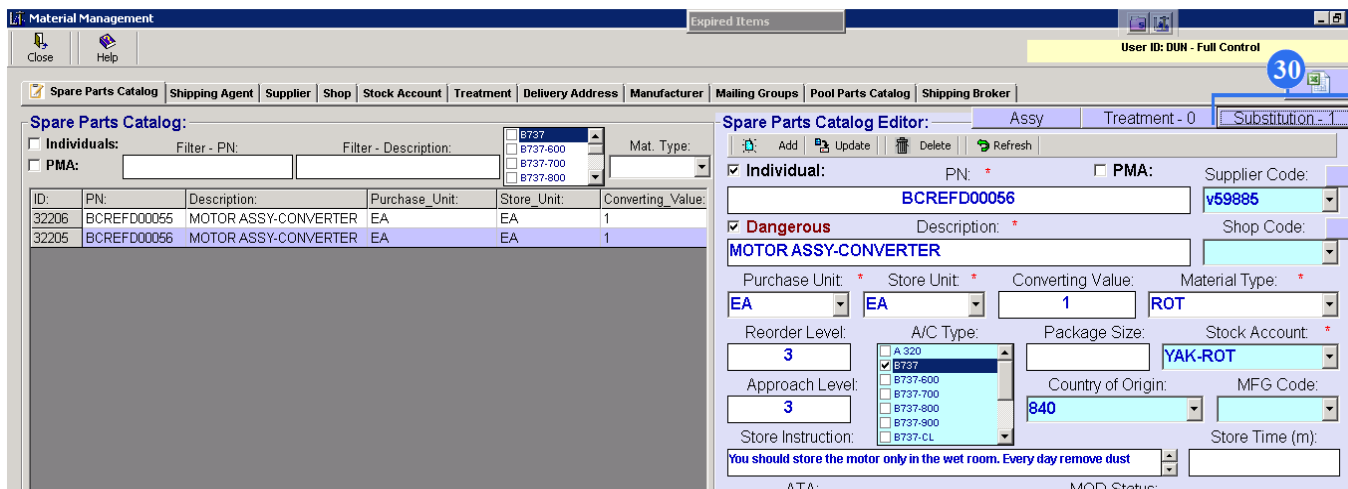 Material Management
Expired Items
Close
Help
User ID: DUN - Full Control
30
Spare Parts Catalog
Shipping Agent
Supplier
Shop
Stock Account
Treatment
Delivery Address
Manufacturer
Mailing Groups
Pool Parts Catalog
Shipping Broker
Spare Parts Catalog:
Individuals:
PMA:
Filter - PN:
Filter - Description:
B737
B737-600
B737-700
B737-800
Mat. Type:
ID: PN: Description: Purchase_Unit: Store_Unit: Converting_Value:
32206 BCREFD00055 MOTOR ASSY-CONVERTER EA EA 1
32205 BCREFD00056 MOTOR ASSY-CONVERTER EA EA 1
Spare Parts Catalog Editor:
Assy
Treatment - 0
Substitution - 1
Add
Update
Delete
Refresh
Individual:
PN: *
PMA:
Supplier Code:
BCREFD00056
v59885
Dangerous
Description: *
Shop Code:
MOTOR ASSY-CONVERTER
Purchase Unit: *
Store Unit: *
Converting Value:
Material Type: *
EA
EA
1
ROT
Reorder Level:
A/C Type:
Package Size:
Stock Account: *
3
A 320
B737
B737-600
B737-700
B737-800
B737-900
B737-CL
YAK-ROT
Approach Level:
Country of Origin:
MFG Code:
3
840
Store Instruction:
Store Time (m):
You should store the motor only in the wet room. Every day remove dust
ATA:
MOD Status: